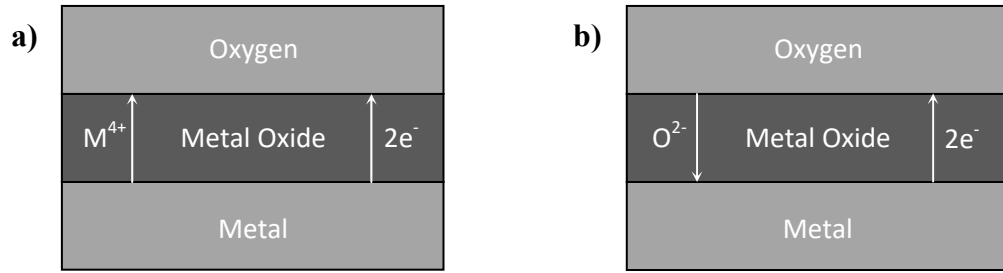 a)
Oxygen
M⁴⁺ Metal Oxide 2e⁻
Metal
b)
Oxygen
O²⁻ Metal Oxide 2e⁻
Metal